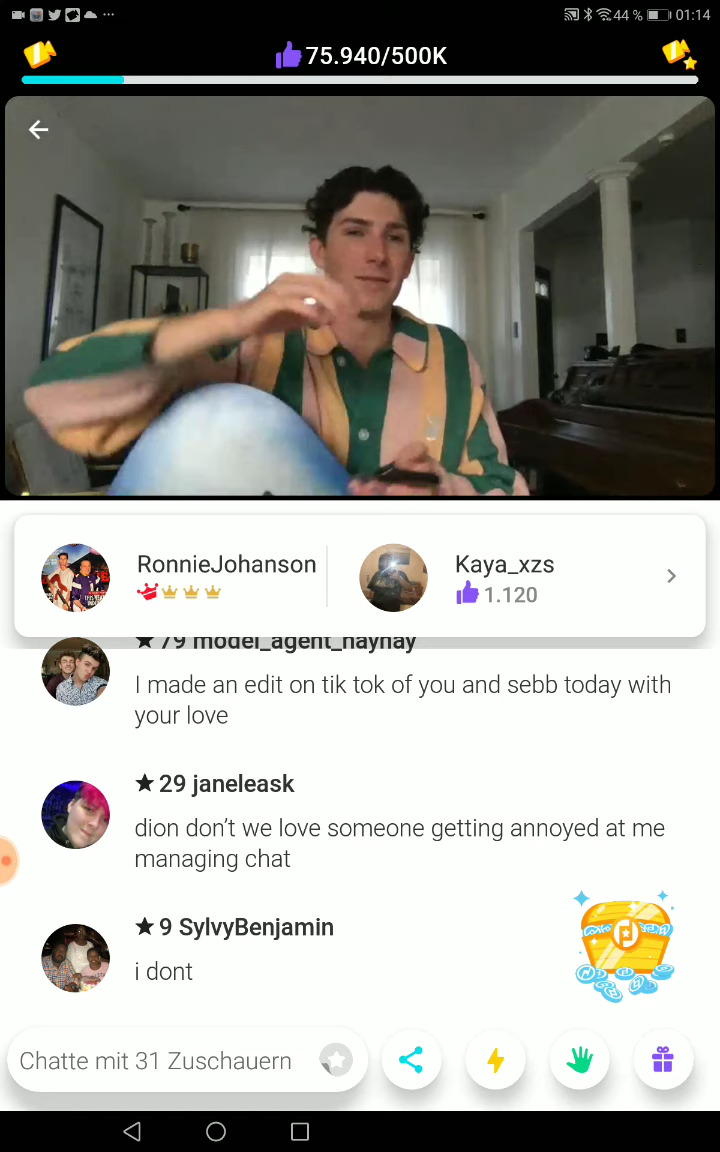 44 % 01:14
75.940/500K
RonnieJohanson
Kaya_xzs
1.120
79 model_agent_naynay
I made an edit on tik tok of you and sebb today with
your love
29 janeleask
dion don't we love someone getting annoyed at me
managing chat
9 SylvyBenjamin
i dont
Chatte mit 31 Zuschauern